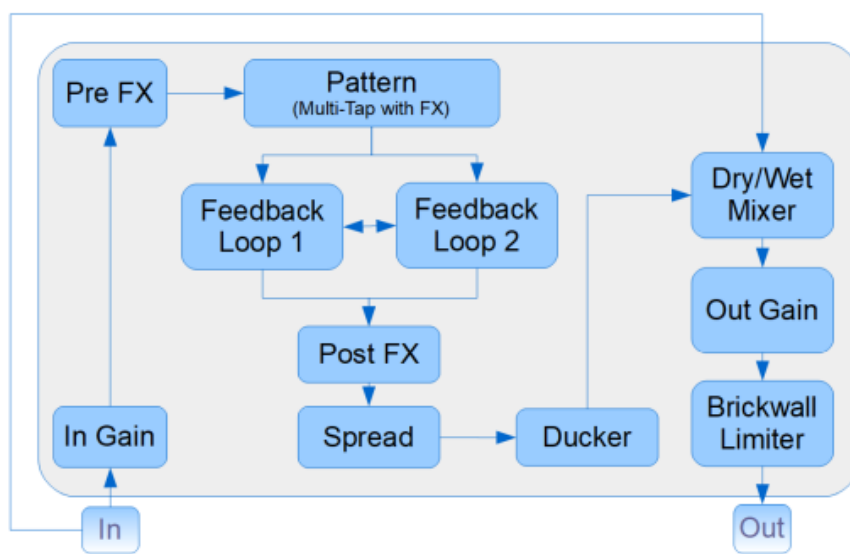 Pre FX
Pattern
(Multi-Tap with FX)
Feedback
Loop 1
Feedback
Loop 2
Dry/Wet
Mixer
Out Gain
Post FX
Brickwall
Limiter
In Gain
Spread
Ducker
In
Out